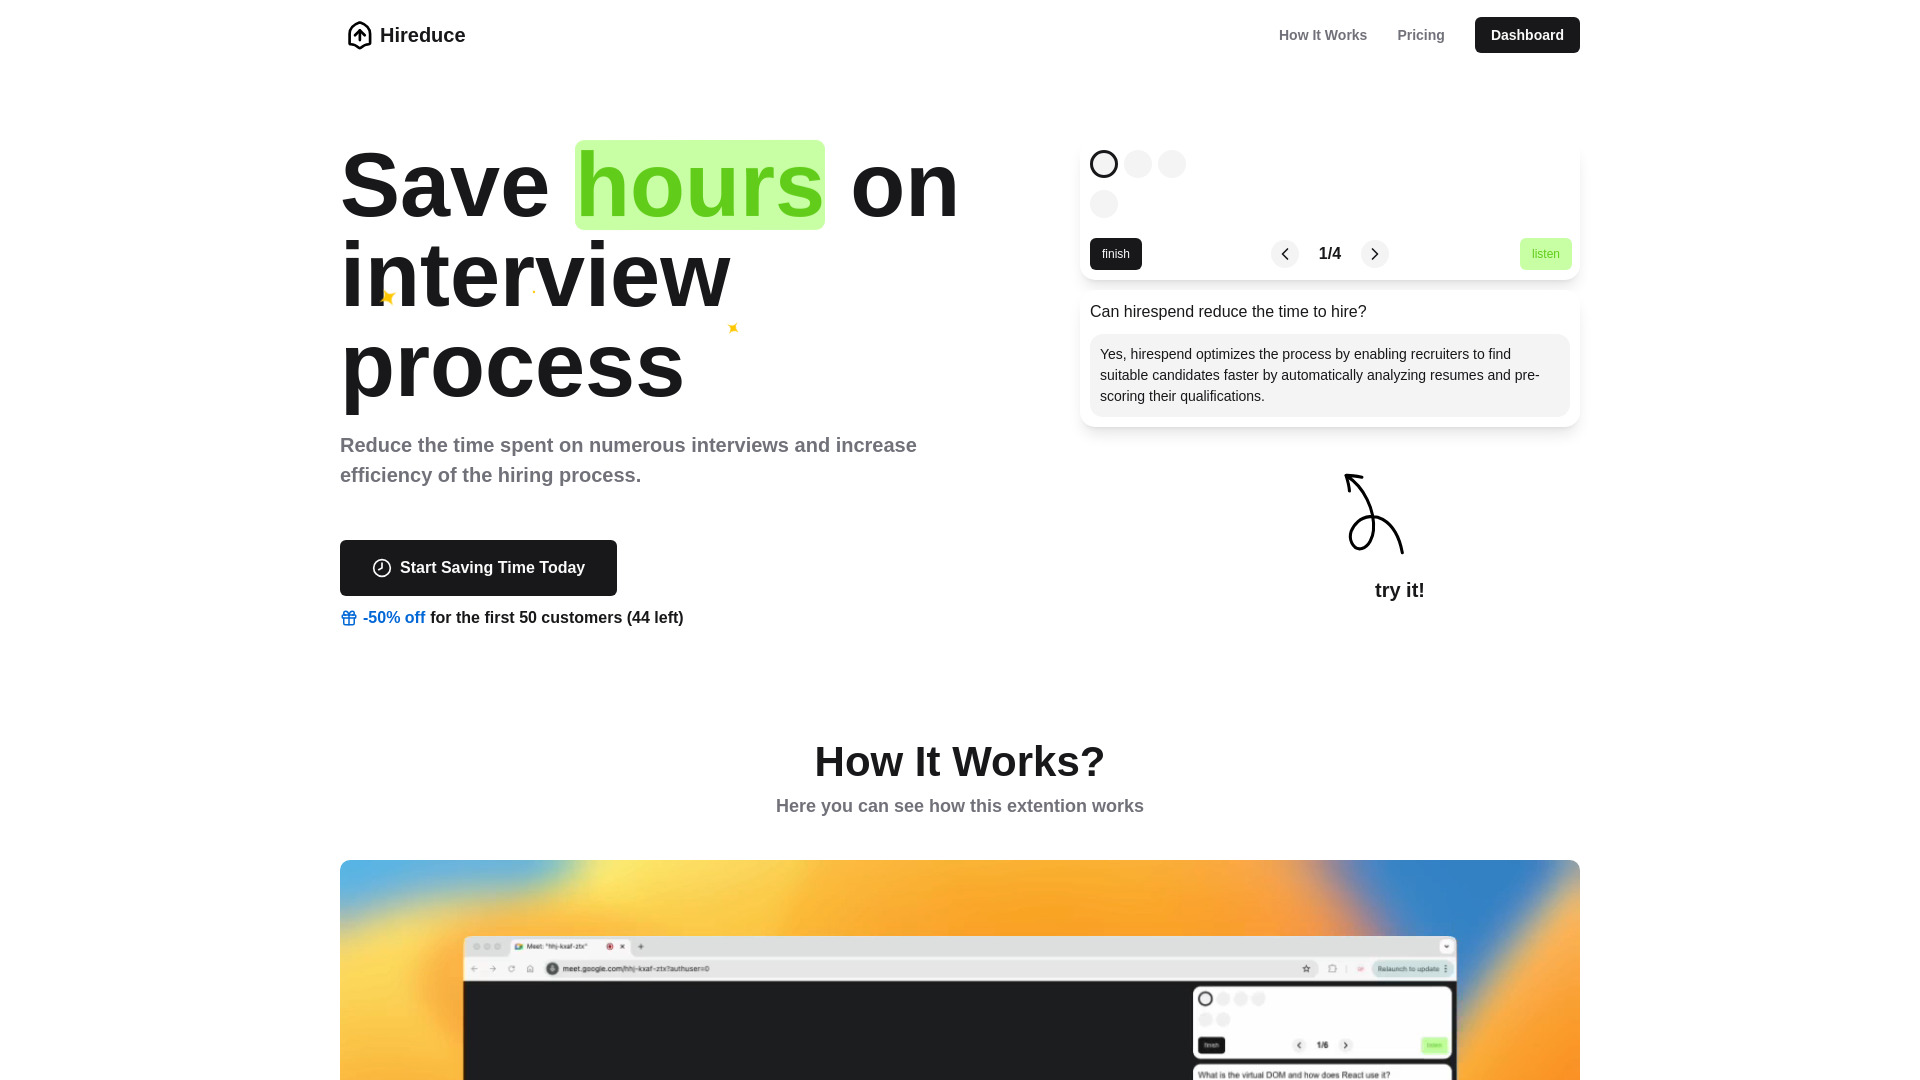 Hireduce
How It Works
Pricing
Dashboard
Save hours on
interview
process
Reduce the time spent on numerous interviews and increase
efficiency of the hiring process.
Start Saving Time Today
-50% off for the first 50 customers (44 left)
finish
1/4
listen
Can hirespend reduce the time to hire?
Yes, hirespend optimizes the process by enabling recruiters to find
suitable candidates faster by automatically analyzing resumes and pre-
scoring their qualifications.
try it!
How It Works?
Here you can see how this extention works
Meet: "hhj-kxaf-ztx"
meet.google.com/hhj-kxaf-ztx?authuser=0
Relaunch to update
finish
1/6
listen
What is the virtual DOM and how does React use it?